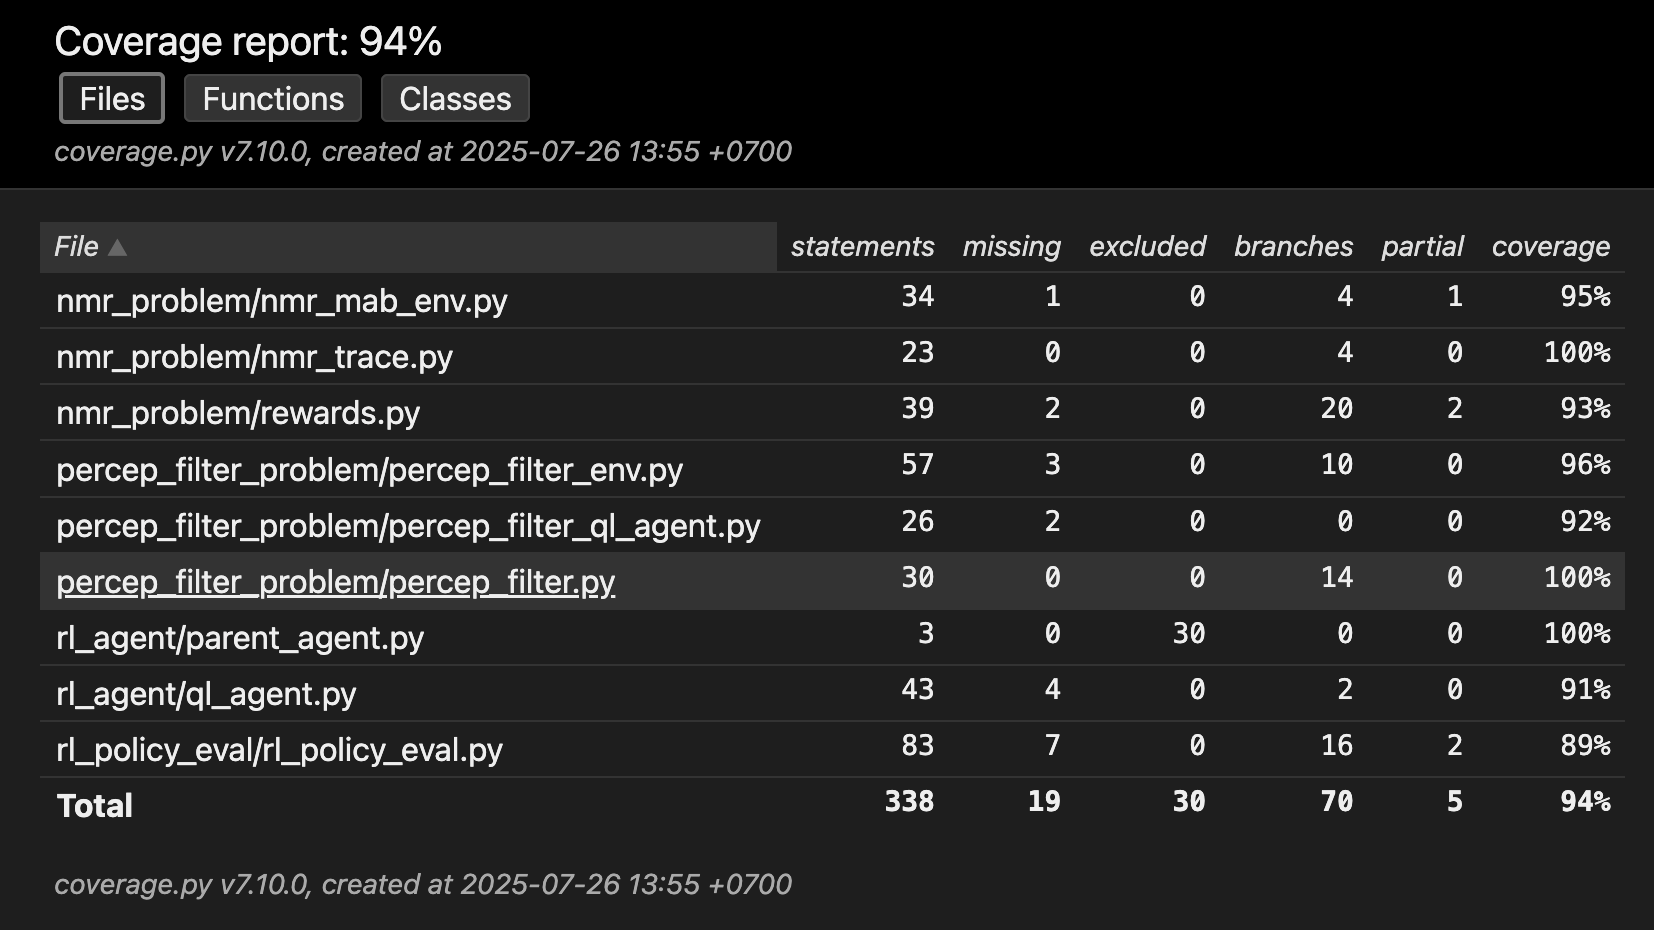 Coverage report: 94%
Files Functions Classes
coverage.py v7.10.0, created at 2025-07-26 13:55 +0700
File ▲ statements missing excluded branches partial coverage
nmr_problem/nmr_mab_env.py 34 1 0 4 1 95%
nmr_problem/nmr_trace.py 23 0 0 4 0 100%
nmr_problem/rewards.py 39 2 0 20 2 93%
percep_filter_problem/percep_filter_env.py 57 3 0 10 0 96%
percep_filter_problem/percep_filter_ql_agent.py 26 2 0 0 0 92%
percep_filter_problem/percep_filter.py 30 0 0 14 0 100%
rl_agent/parent_agent.py 3 0 30 0 0 100%
rl_agent/ql_agent.py 43 4 0 2 0 91%
rl_policy_eval/rl_policy_eval.py 83 7 0 16 2 89%
Total 338 19 30 70 5 94%
coverage.py v7.10.0, created at 2025-07-26 13:55 +0700